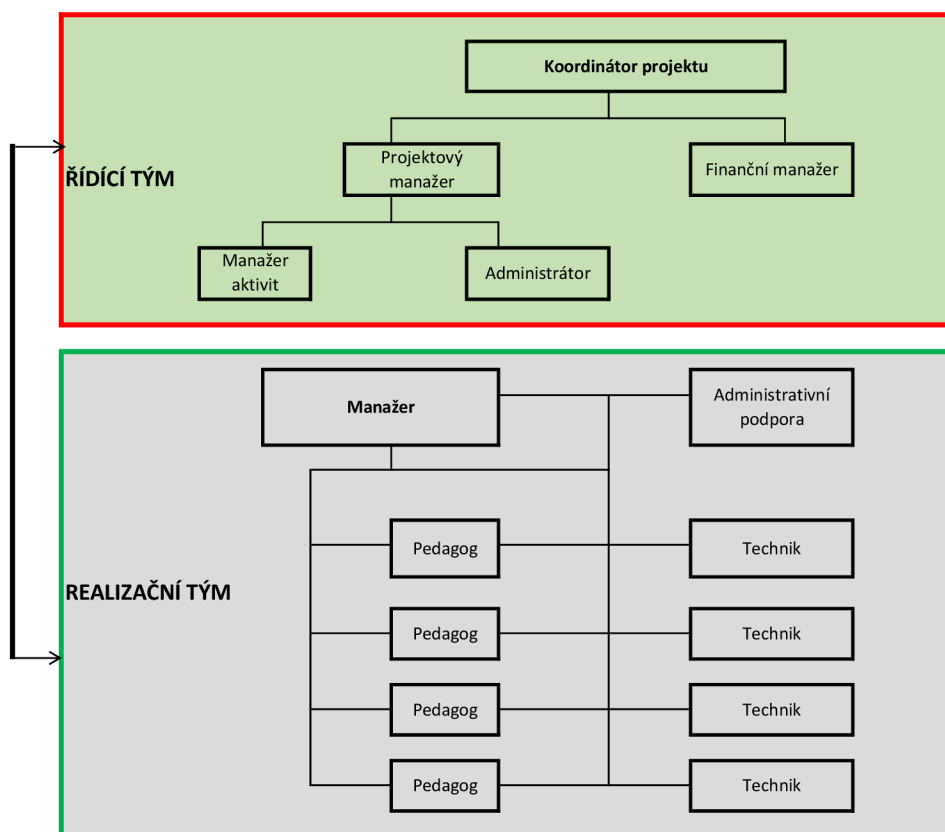 Koordinátor projektu
Projektový
manažer
Finanční manažer
ŘÍDÍCÍ TÝM
Manažer
aktivit
Administrátor
Manažer
Administrativní
podpora
Pedagog
Technik
REALIZAČNÍ TÝM
Pedagog
Technik
Pedagog
Technik
Pedagog
Technik